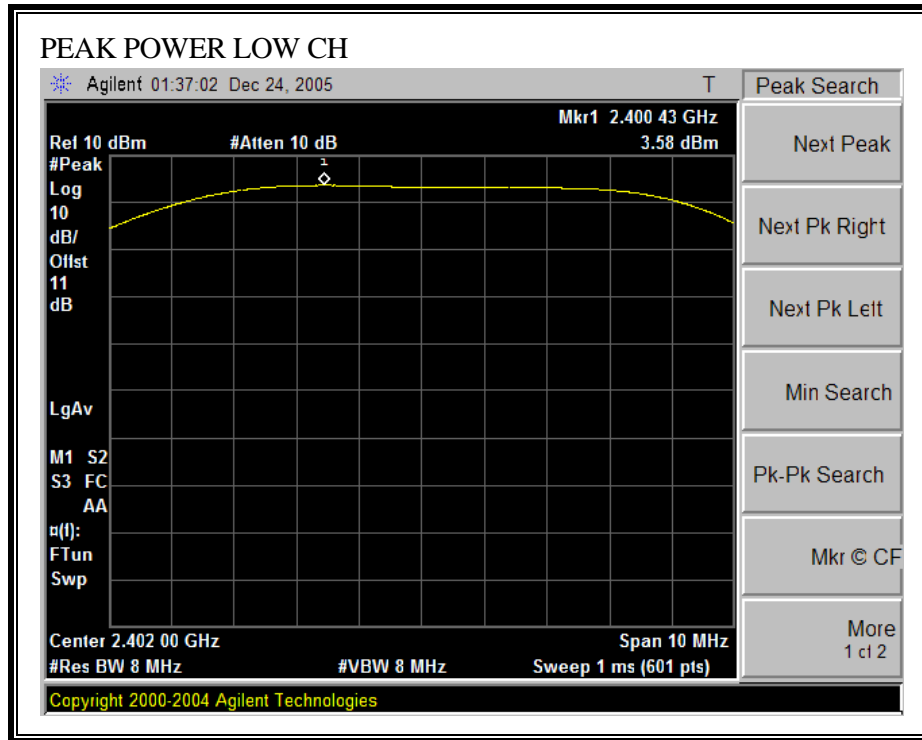 PEAK POWER LOW CH
Agilent 01:37:02 Dec 24, 2005 T
Peak Search
Mkr1 2.400 43 GHz
Ref 10 dBm #Atten 10 dB 3.58 dBm
#Peak
1
Log
10
dB/
Offst
11
dB
LgAv
M1 S2
S3 FC
AA
¤(f):
FTun
Swp
Center 2.402 00 GHz Span 10 MHz
#Res BW 8 MHz #VBW 8 MHz Sweep 1 ms (601 pts)
Copyright 2000-2004 Agilent Technologies
Next Peak
Next Pk Right
Next Pk Left
Min Search
Pk-Pk Search
Mkr © CF
More
1 of 2